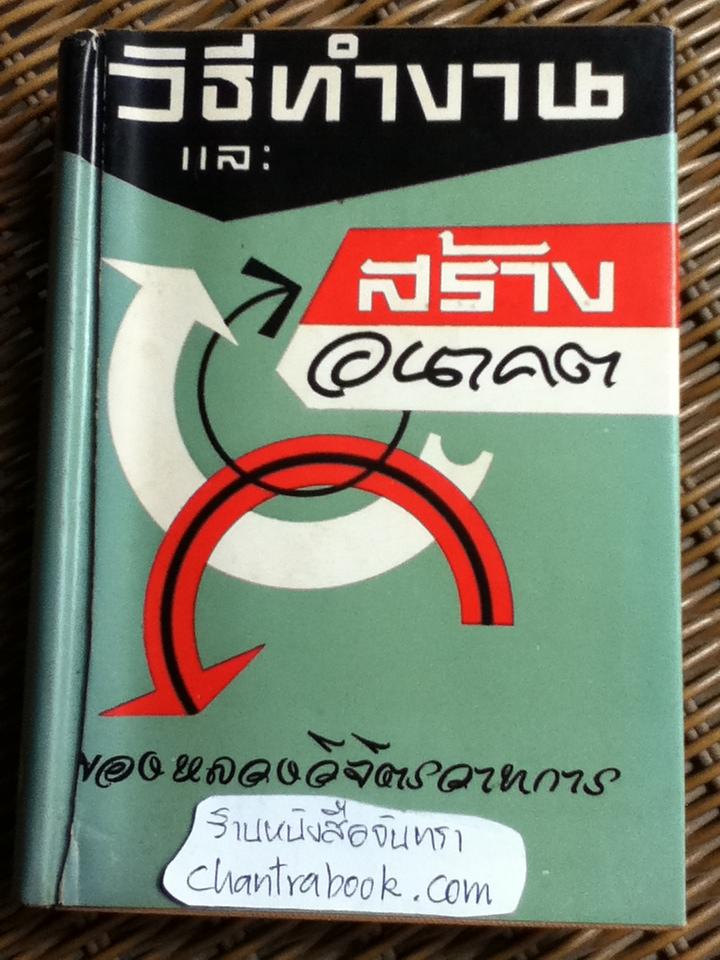 วิธีทำงาน
และ
สร้าง
อนาคต
ของหลวงวิจิตรวาทการ
ร้านหนังสือจันทรา
chantrabook.com